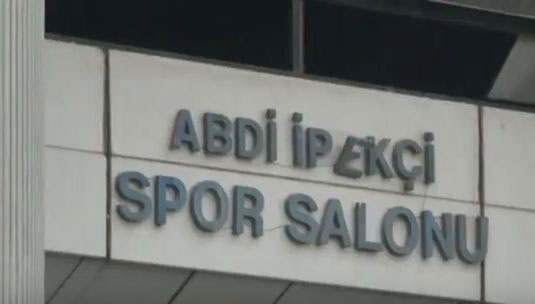 ABDİ İPEKÇİ
SPOR SALONU